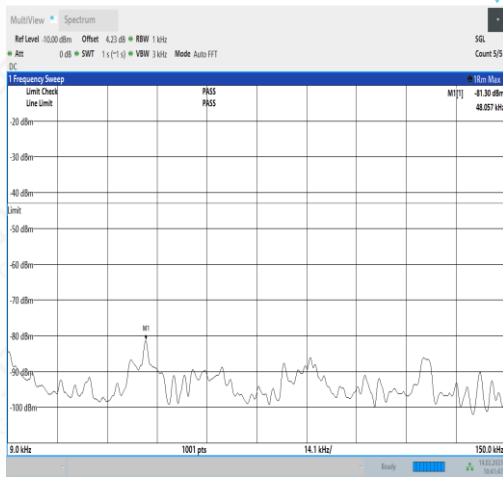 MultiView Spectrum
Ref Level -10.00 dBm Offset 4.23 dB RBW 1 kHz SGL
Att 0 dB SWT 1 s (~1 s) VBW 3 kHz Mode Auto FFT Count 5/5
DC
1 Frequency Sweep 1Rm Max
Limit Check PASS M1[1] -81.30 dBm
Line Limit PASS 48.057 kHz
-20 dBm
-30 dBm
-40 dBm
Limit
-50 dBm
-60 dBm
-70 dBm
M1
-80 dBm
-90 dBm
-100 dBm
9.0 kHz 1001 pts 14.1 kHz/ 150.0 kHz
Ready